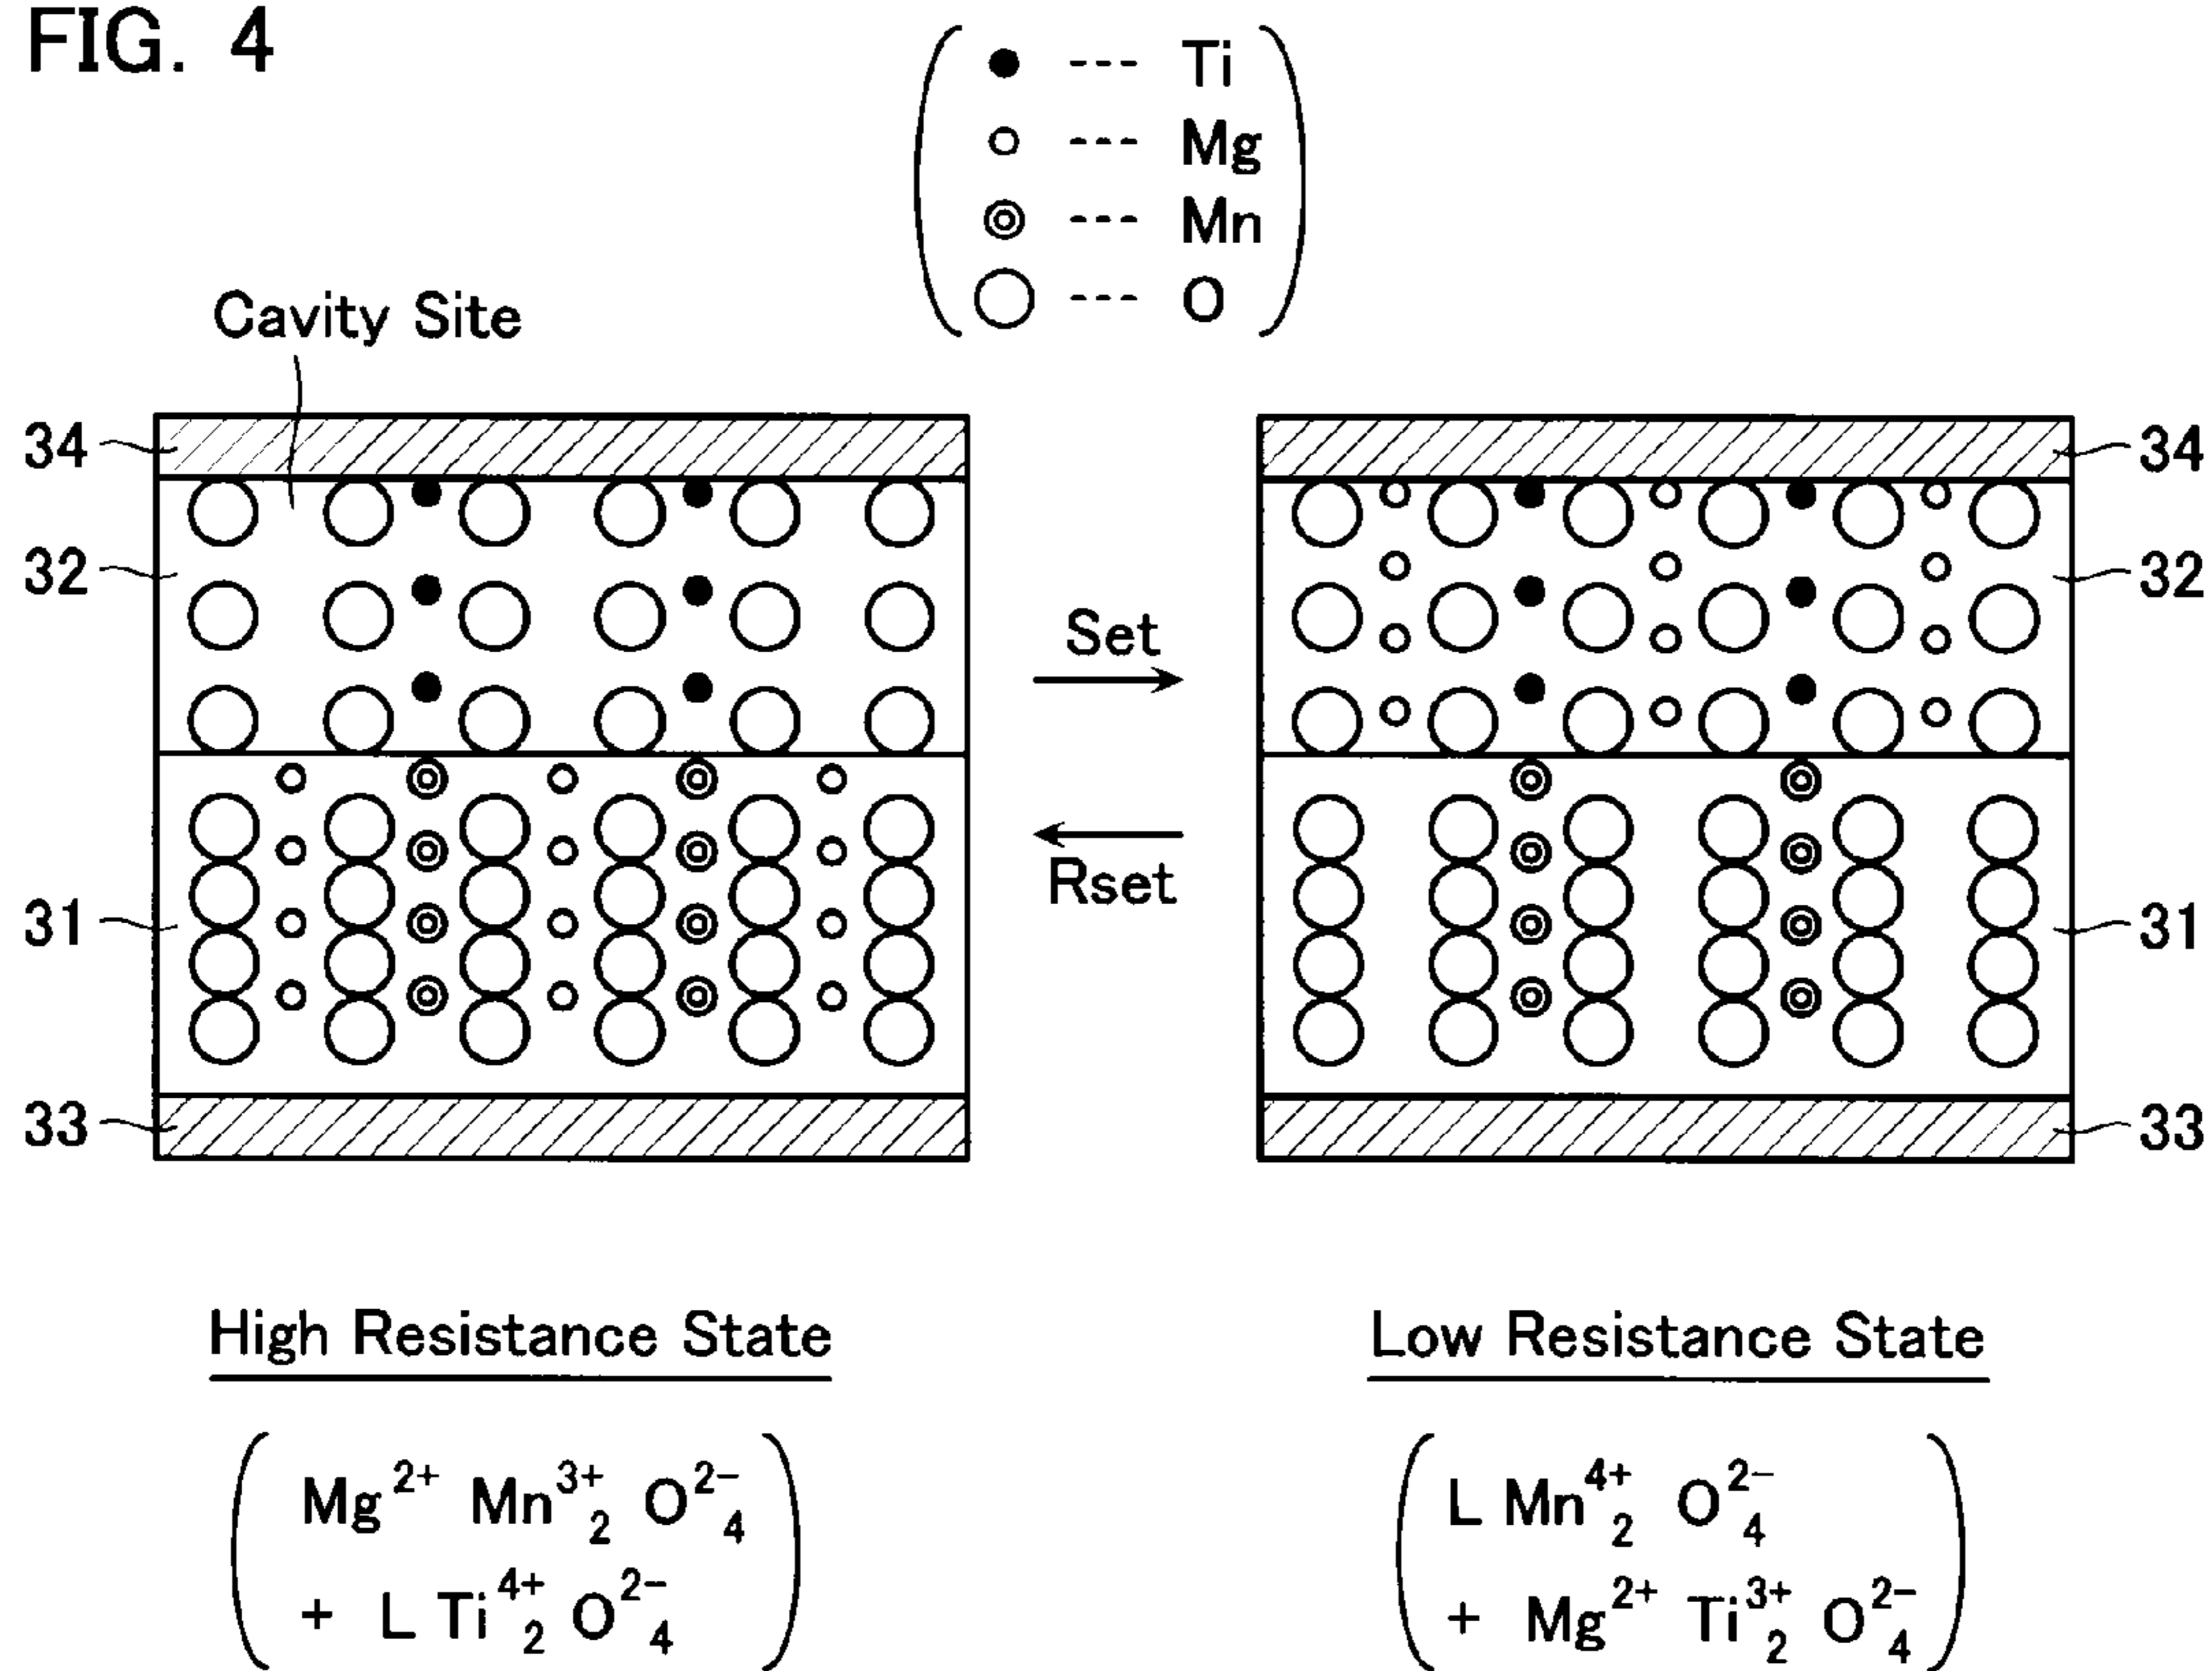 FIG. 4
--- Ti
--- Mg
--- Mn
--- O
Cavity Site
34
32
31
33
Set
Rset
34
32
31
33
High Resistance State
Mg²⁺ Mn³⁺₂ O²⁻₄
+ L Ti⁴⁺₂ O²⁻₄
Low Resistance State
L Mn⁴⁺₂ O²⁻₄
+ Mg²⁺ Ti³⁺₂ O²⁻₄